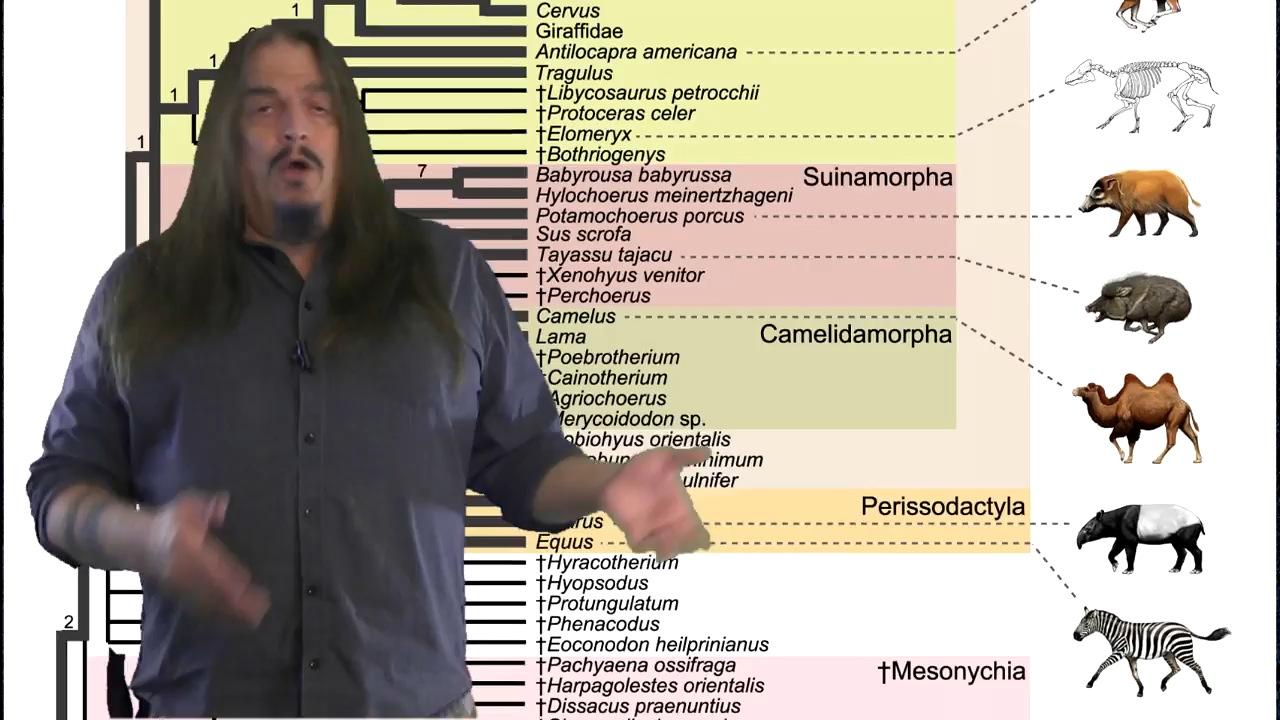 1
Cervus
Giraffidae
Antilocapra americana
1
Tragulus
1
†Libycosaurus petrocchii
†Protoceras celer
†Elomeryx
1
†Bothriogenys
7
Babyrousa babyrussa
Suinamorpha
Hylochoerus meinertzhageni
Potamochoerus porcus
Sus scrofa
Tayassu tajacu
†Xenohyus venitor
†Perchoerus
Camelus
Camelidamorpha
Lama
†Poebrotherium
Cainotherium
Agriochoerus
Merycoidodon sp.
orientalis
Perissodactyla
Equus
†Hyracotherium
†Hyopsodus
†Protungulatum
2
†Phenacodus
†Eoconodon heilprinianus
†Pachyaena ossifraga
†Mesonychia
†Harpagolestes orientalis
†Dissacus praenuntius